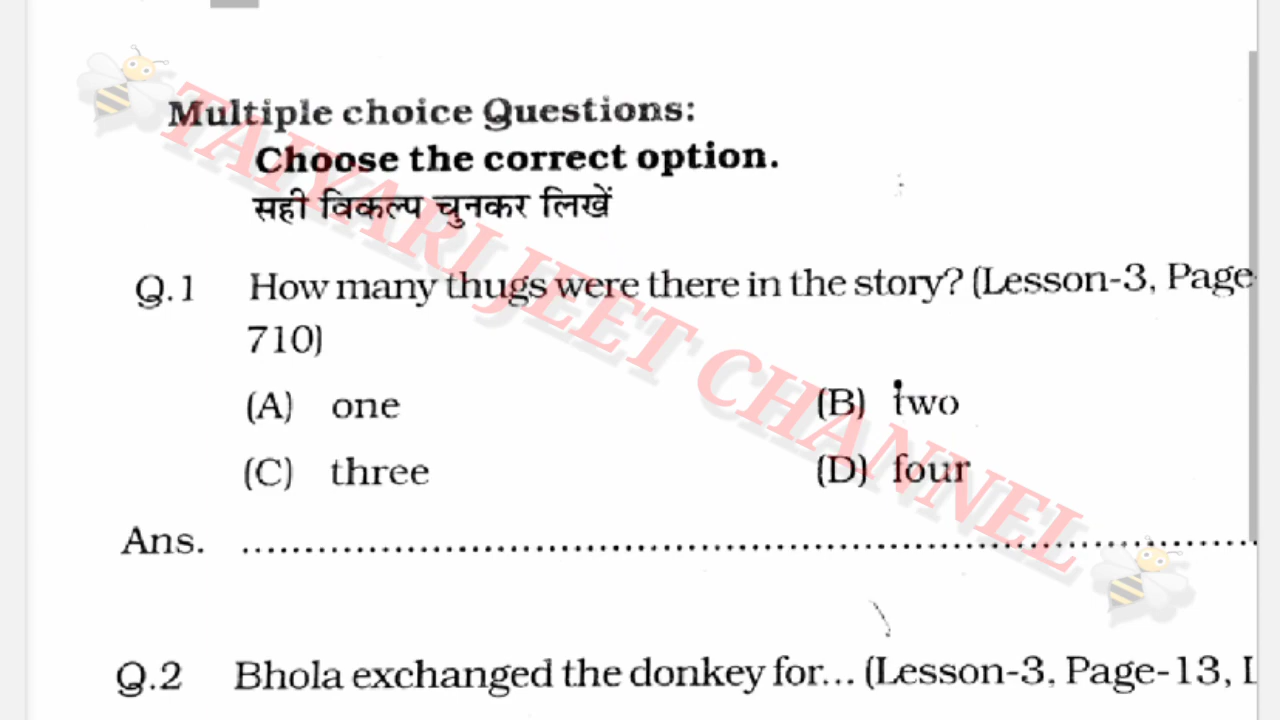 Multiple choice Questions:
Choose the correct option.
सही विकल्प चुनकर लिखें
Q.1 How many thugs were there in the story? (Lesson-3, Page-
710)
(A) one (B) two
(C) three (D) four
Ans. ........................................................................
Q.2 Bhola exchanged the donkey for... (Lesson-3, Page-13, L
TAIYARI JEET CHANNEL